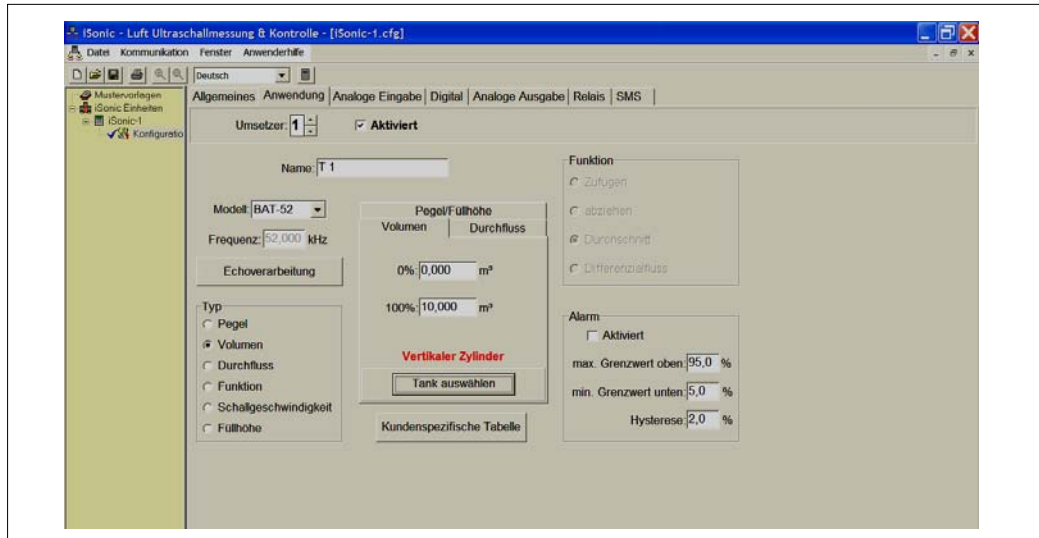 iSonic - Luft Ultraschallmessung & Kontrolle - [iSonic-1.cfg]
Datei Kommunikation Fenster Anwenderhilfe
Deutsch
Mustervorlagen
iSonic Einheiten
iSonic-1
Konfiguratio
Allgemeines Anwendung Analoge Eingabe Digital Analoge Ausgabe Relais SMS
Umsetzer: 1 Aktiviert
Name: T 1
Modell: BAT-52
Frequenz: 52,000 kHz
Echoverarbeitung
Typ
Pegel
Volumen
Durchfluss
Funktion
Schallgeschwindigkeit
Füllhöhe
Pegel/Füllhöhe
Volumen Durchfluss
0%: 0,000 m³
100%: 10,000 m³
Vertikaler Zylinder
Tank auswählen
Kundenspezifische Tabelle
Funktion
Zufügen
abziehen
Durchschnitt
Differenzialfluss
Alarm
Aktiviert
max. Grenzwert oben: 95,0 %
min. Grenzwert unten: 5,0 %
Hysterese: 2,0 %